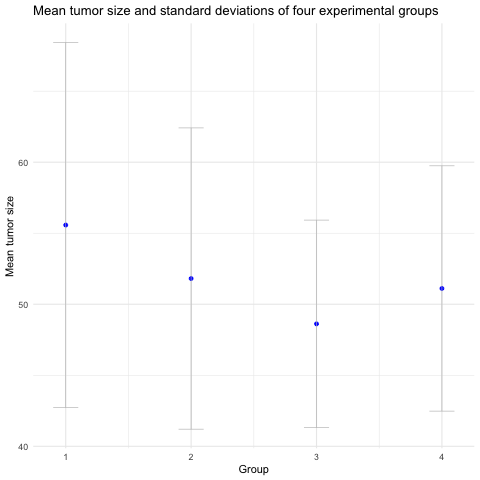 Mean tumor size and standard deviations of four experimental groups
Mean tumor size
60
50
40
1 2 3 4
Group